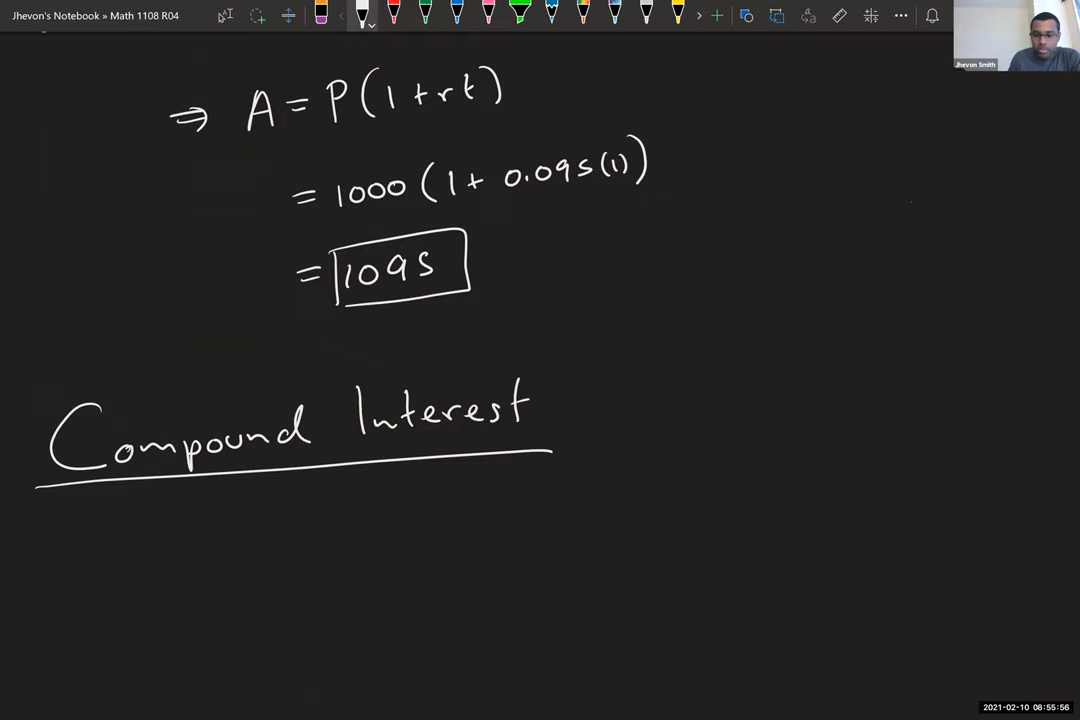 Jhevon's Notebook » Math 1108 R04
Jhevon Smith
⇒ A = P(1 + rt)
= 1000 (1 + 0.095(1))
= 1095
Compound Interest
2021-02-10 08:55:56